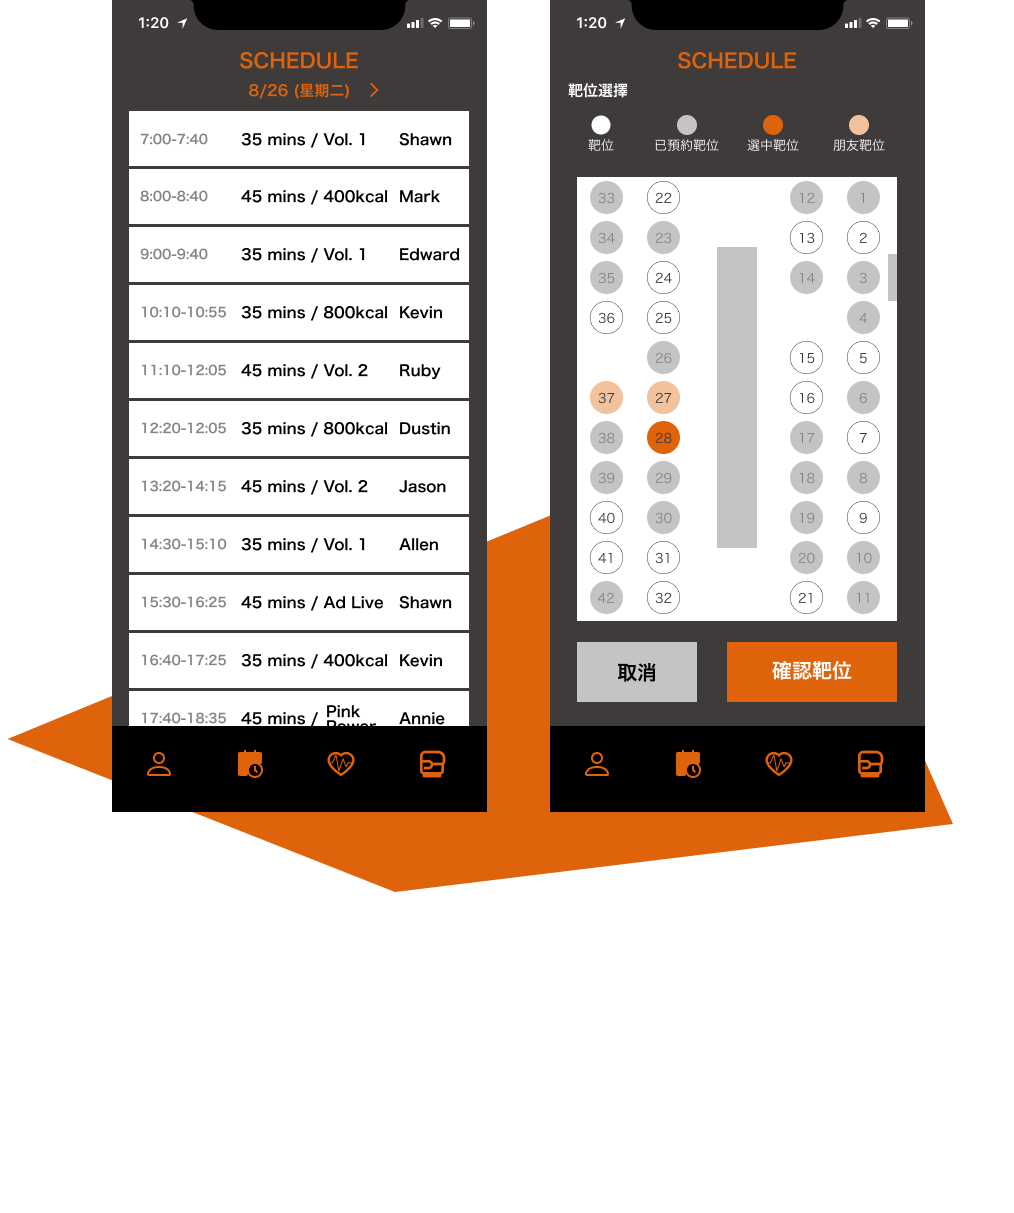 1:20
SCHEDULE
8/26 (星期二)
7:00-7:40 35 mins / Vol. 1 Shawn
8:00-8:40 45 mins / 400kcal Mark
9:00-9:40 35 mins / Vol. 1 Edward
10:10-10:55 35 mins / 800kcal Kevin
11:10-12:05 45 mins / Vol. 2 Ruby
12:20-12:05 35 mins / 800kcal Dustin
13:20-14:15 45 mins / Vol. 2 Jason
14:30-15:10 35 mins / Vol. 1 Allen
15:30-16:25 45 mins / Ad Live Shawn
16:40-17:25 35 mins / 400kcal Kevin
17:40-18:35 45 mins / Pink Annie
Power
1:20
SCHEDULE
靶位選擇
靶位 已預約靶位 選中靶位 朋友靶位
33 22 12 1
34 23 13 2
35 24 14 3
36 25 4
26 15 5
37 27 16 6
38 28 17 7
39 29 18 8
40 30 19 9
41 31 20 10
42 32 21 11
取消 確認靶位